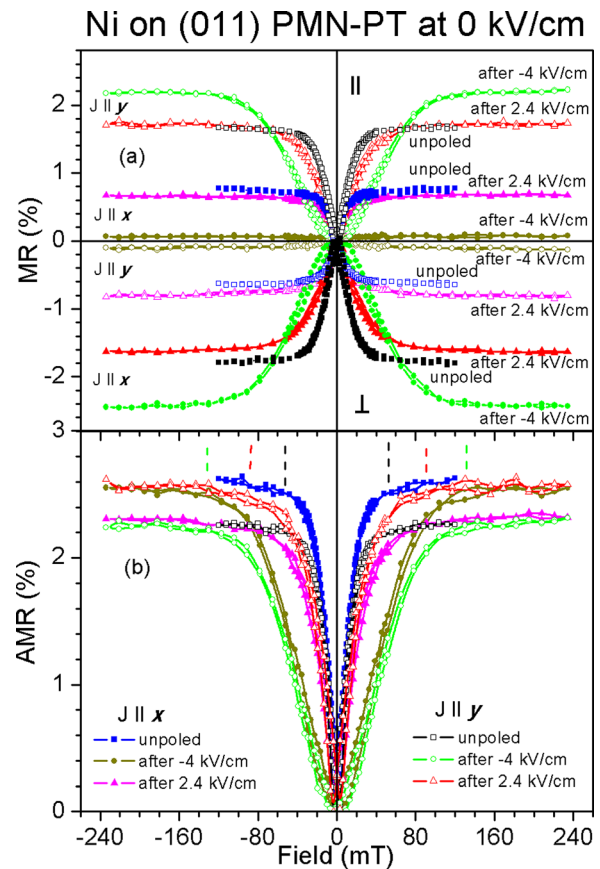 Ni on (011) PMN-PT at 0 kV/cm
||
after -4 kV/cm
J || y
after 2.4 kV/cm
2
unpoled
(a)
unpoled
1
after 2.4 kV/cm
J || x
after -4 kV/cm
MR (%)
0
J || y
after -4 kV/cm
unpoled
-1
after 2.4 kV/cm
after 2.4 kV/cm
J || x
unpoled
-2
⊥
after -4 kV/cm
3
(b)
2
AMR (%)
1
J || x
unpoled
after -4 kV/cm
after 2.4 kV/cm
J || y
unpoled
after -4 kV/cm
after 2.4 kV/cm
0
-240 -160 -80 0 80 160 240
Field (mT)